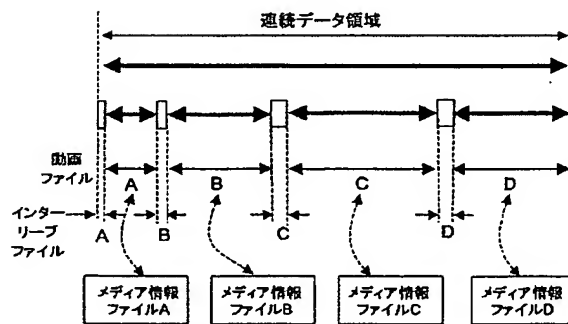 連続データ領域
動画
ファイル
A
B
C
D
インター
リーブ
ファイル
A
B
C
D
メディア情報
ファイルA
メディア情報
ファイルB
メディア情報
ファイルC
メディア情報
ファイルD